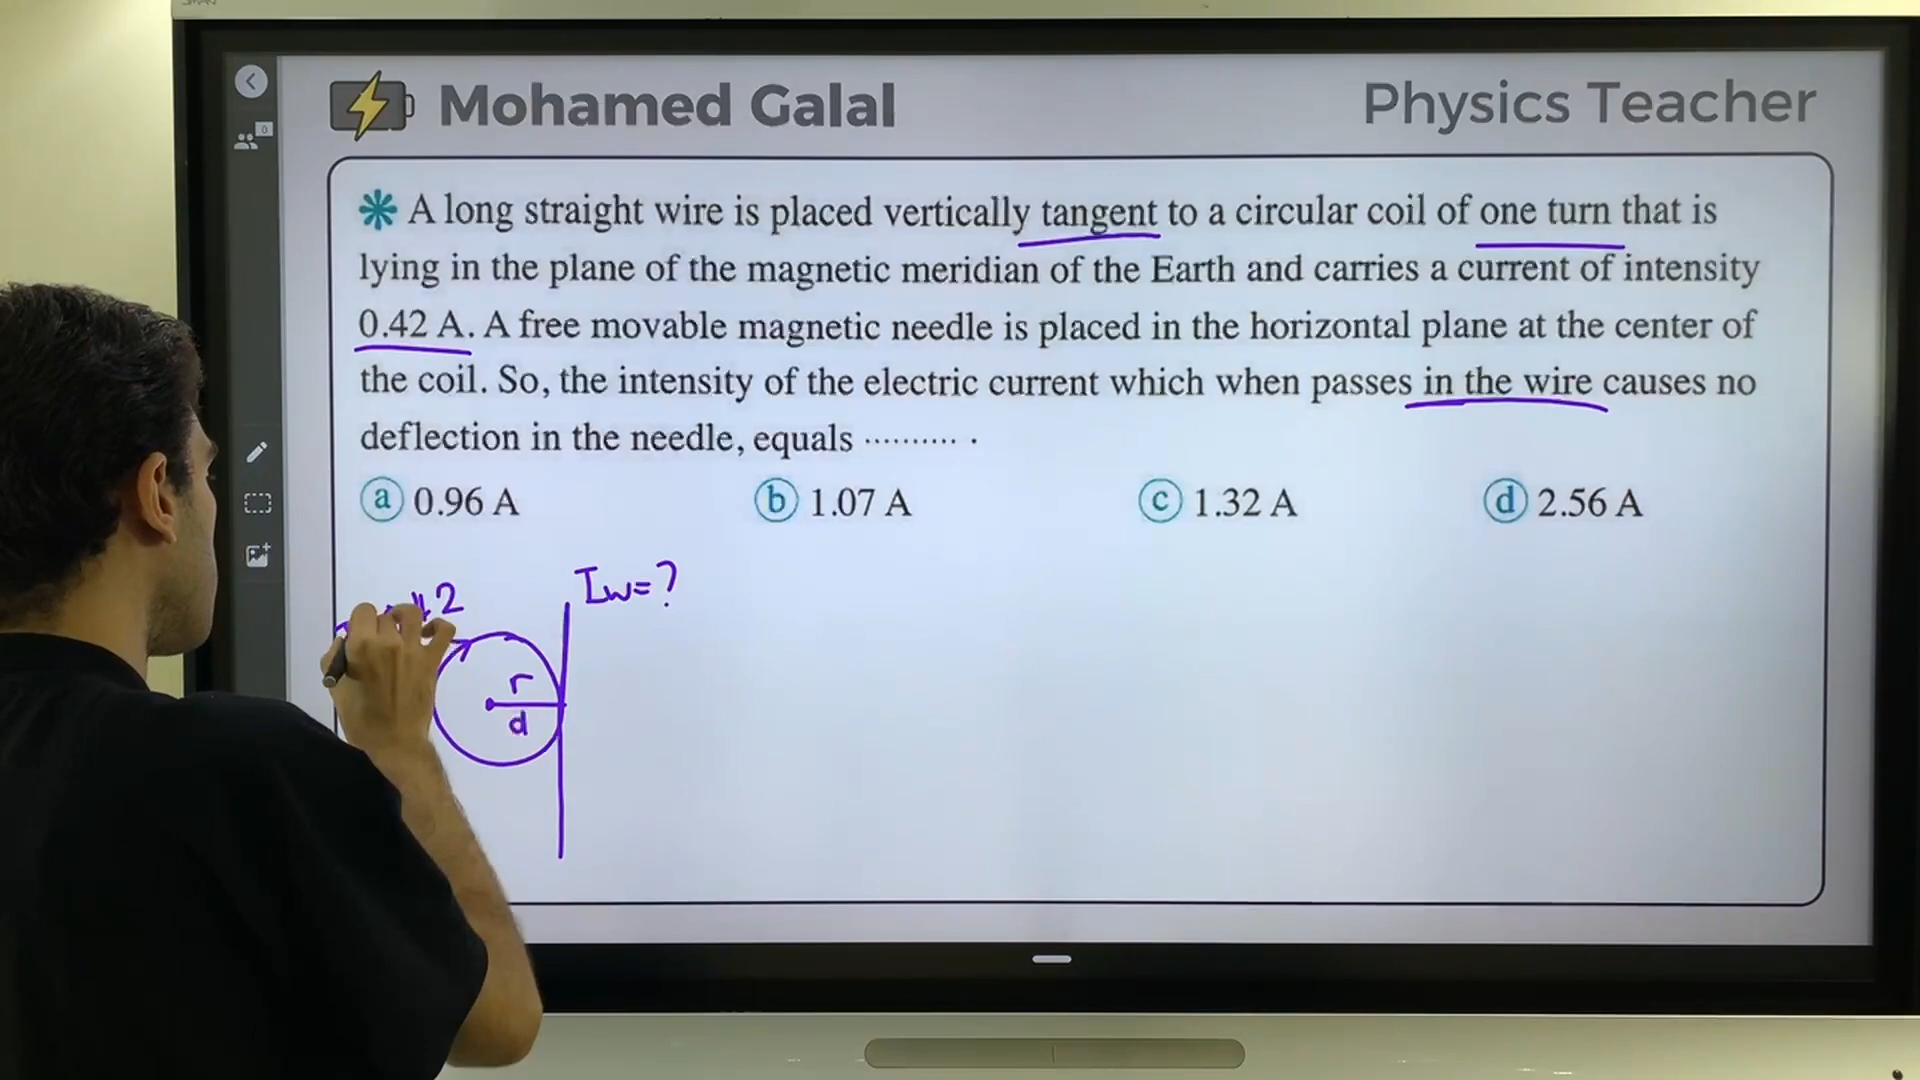 Mohamed Galal
Physics Teacher
A long straight wire is placed vertically tangent to a circular coil of one turn that is
lying in the plane of the magnetic meridian of the Earth and carries a current of intensity
0.42 A. A free movable magnetic needle is placed in the horizontal plane at the center of
the coil. So, the intensity of the electric current which when passes in the wire causes no
deflection in the needle, equals .......... .
a 0.96 A
b 1.07 A
c 1.32 A
d 2.56 A
Iw=?
r
d
0